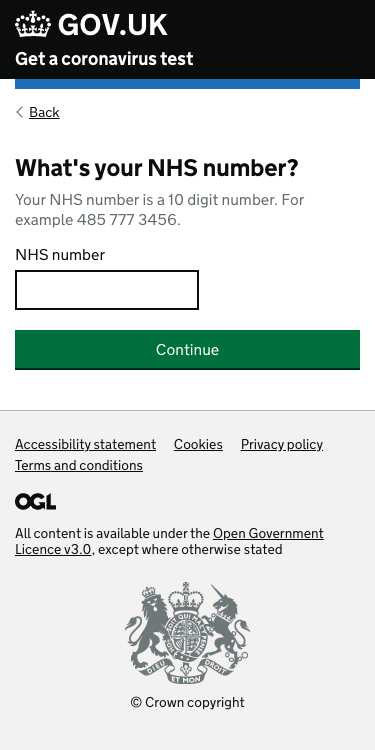 GOV.UK
Get a coronavirus test
Back
What's your NHS number?
Your NHS number is a 10 digit number. For
example 485 777 3456.
NHS number
Continue
Accessibility statement Cookies Privacy policy
Terms and conditions
OGL
All content is available under the Open Government
Licence v3.0, except where otherwise stated
DIEU ET MON DROIT
© Crown copyright